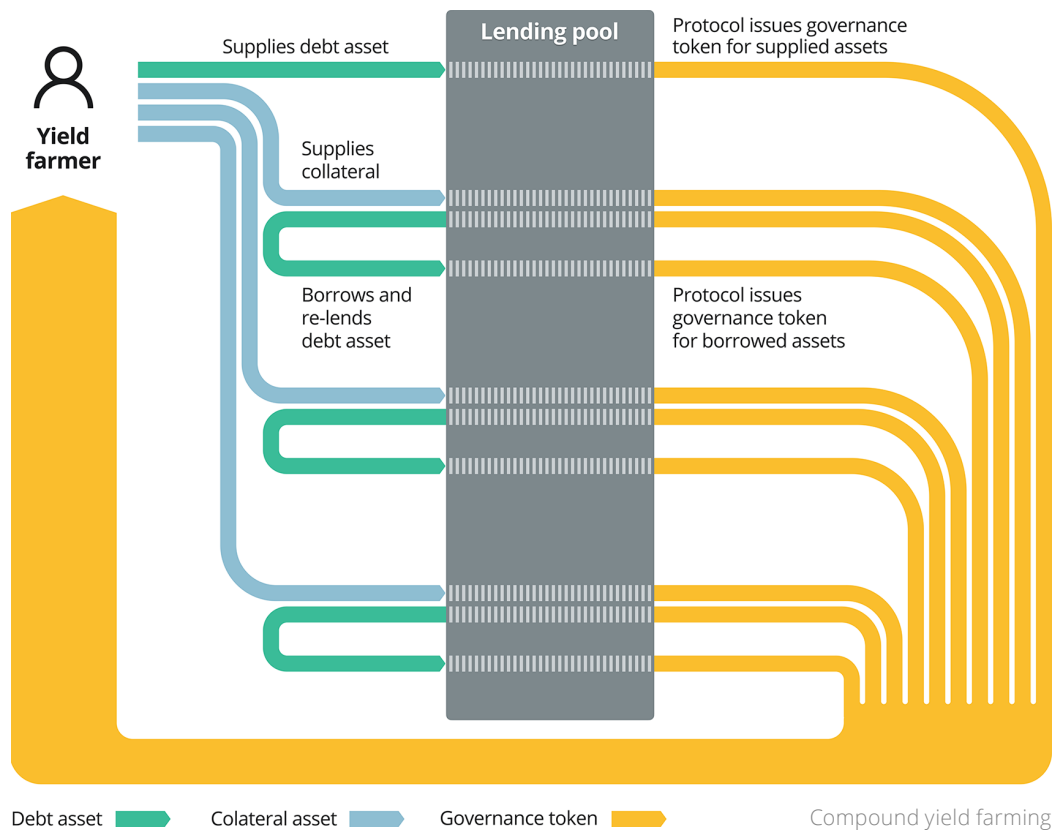 Supplies debt asset
Lending pool
Protocol issues governance
token for supplied assets
Yield
farmer
Supplies
collateral
Borrows and
re-lends
debt asset
Protocol issues
governance token
for borrowed assets
Debt asset
Colateral asset
Governance token
Compound yield farming